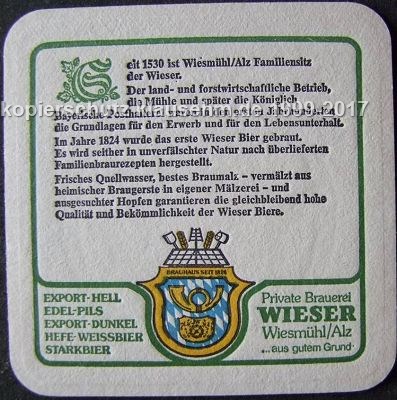 Seit 1530 ist Wiesmühl/Alz Familiensitz
der Wieser.
Der land- und forstwirtschaftliche Betrieb,
die Mühle und später die Königlich
Bayerische Posthalterei
die Grundlagen für den Erwerb und für den Lebensunterhalt.
Im Jahre 1824 wurde das erste Wieser Bier gebraut.
Es wird seither in unverfälschter Natur nach überlieferten
Familienbraurezepten hergestellt.
Frisches Quellwasser, bestes Braumalz – vermälzt aus
heimischer Braugerste in eigener Mälzerei – und
ausgesuchter Hopfen garantieren die gleichbleibend hohe
Qualität und Bekömmlichkeit der Wieser Biere.
BRAUHAUS SEIT 1824
EXPORT-HELL
EDEL-PILS
EXPORT-DUNKEL
HEFE-WEISSBIER
STARKBIER
Private Brauerei
WIESER
Wiesmühl/Alz
...aus gutem Grund